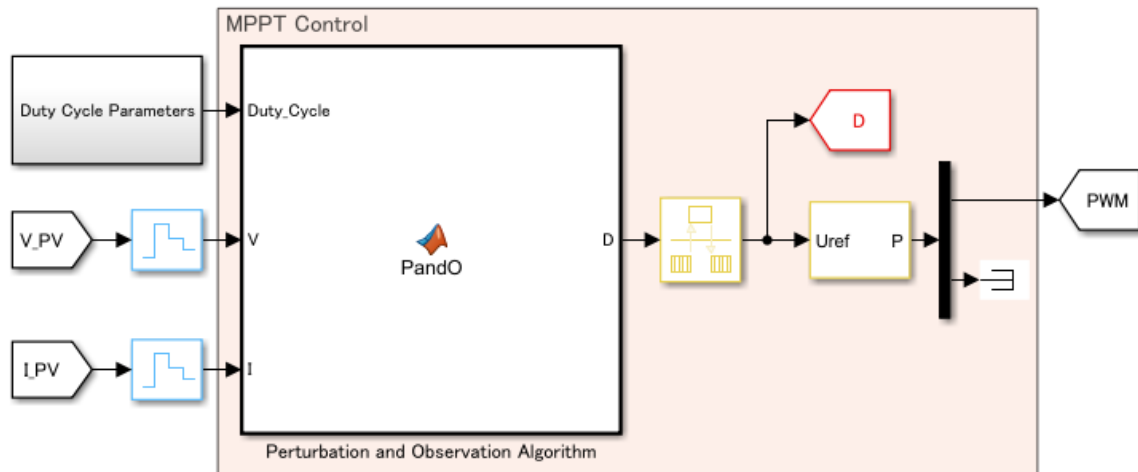 MPPT Control
Duty Cycle Parameters
Duty_Cycle
V_PV
V
I_PV
I
PandO
D
D
Uref
P
PWM
Perturbation and Observation Algorithm